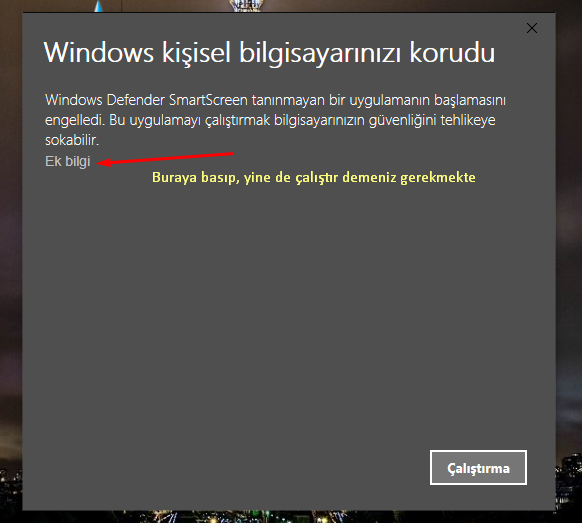 Windows kişisel bilgisayarınızı korudu
Windows Defender SmartScreen tanınmayan bir uygulamanın başlamasını
engelledi. Bu uygulamayı çalıştırmak bilgisayarınızın güvenliğini tehlikeye
sokabilir.
Ek bilgi
Buraya basıp, yine de çalıştır demeniz gerekmekte
Çalıştırma